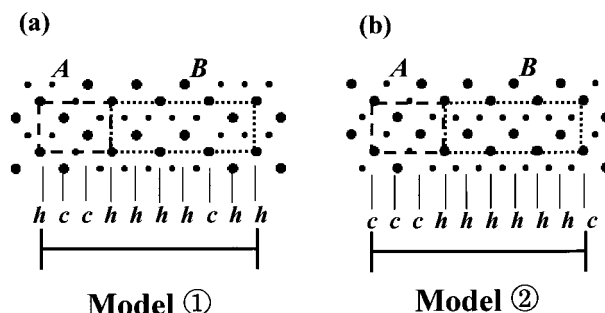 (a) (b)
A B A B
h c c h h h h c h h c c c h h h h h h c
Model ① Model ②